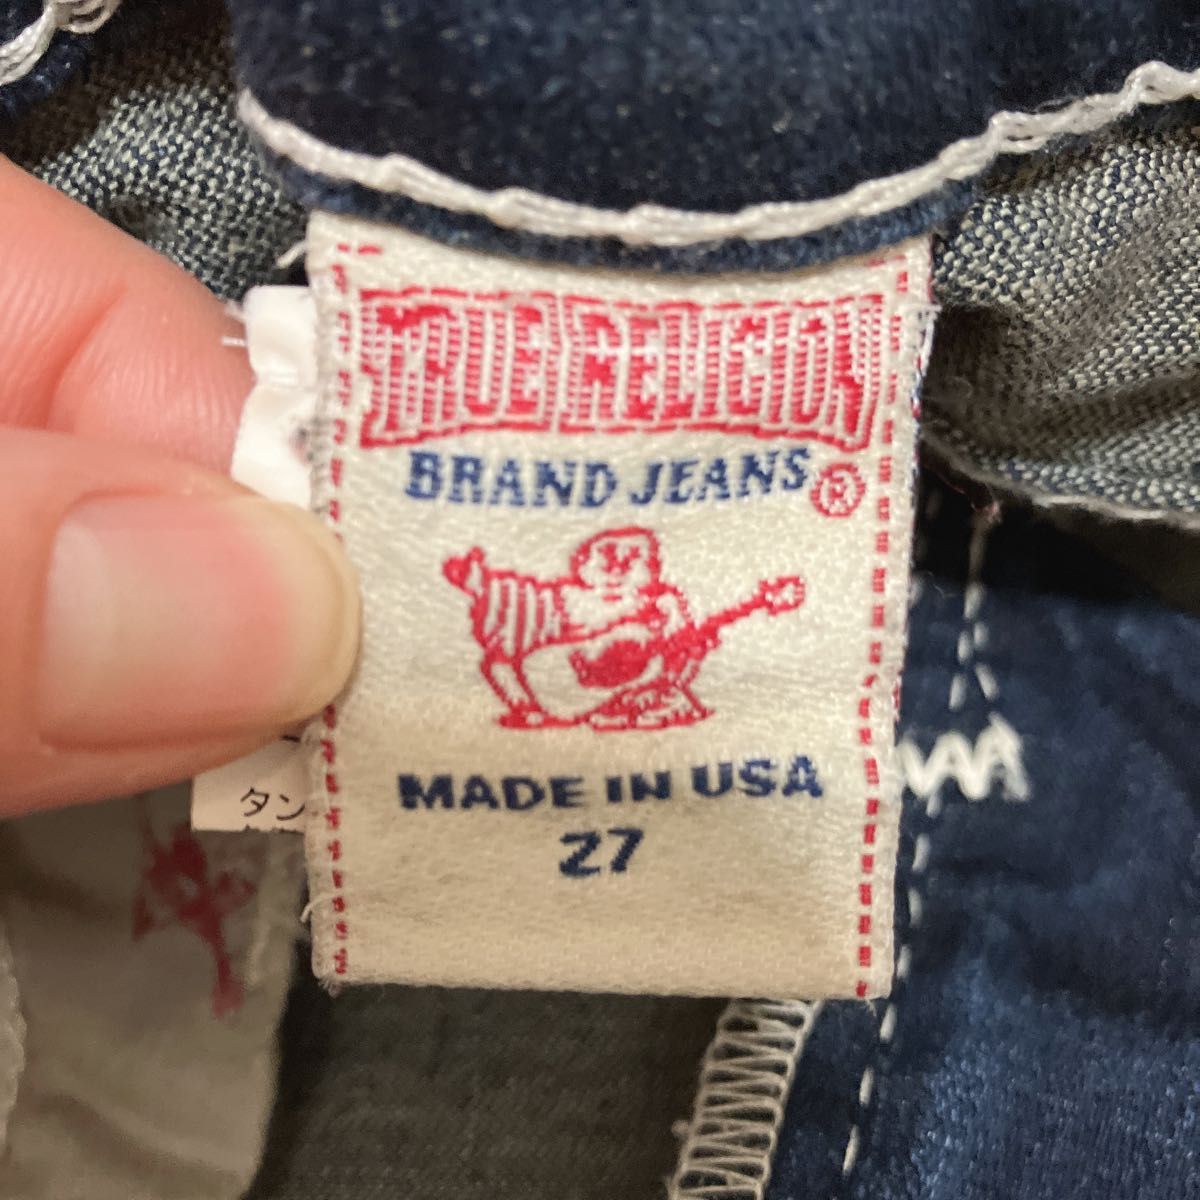 TRUE RELIGION
BRAND JEANS®
MADE IN USA
27
タン